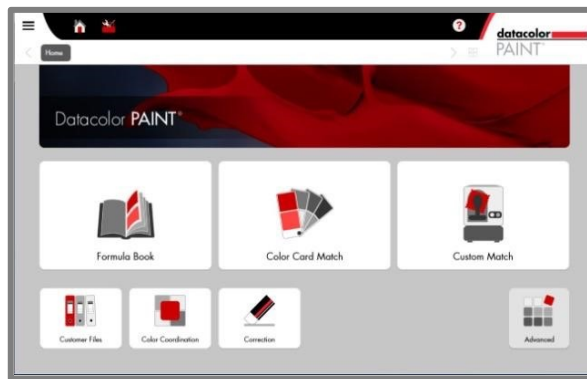 ?
datacolor
PAINT®
Home
Datacolor PAINT®
Formula Book
Color Card Match
Custom Match
Customer Files
Color Coordination
Correction
Advanced